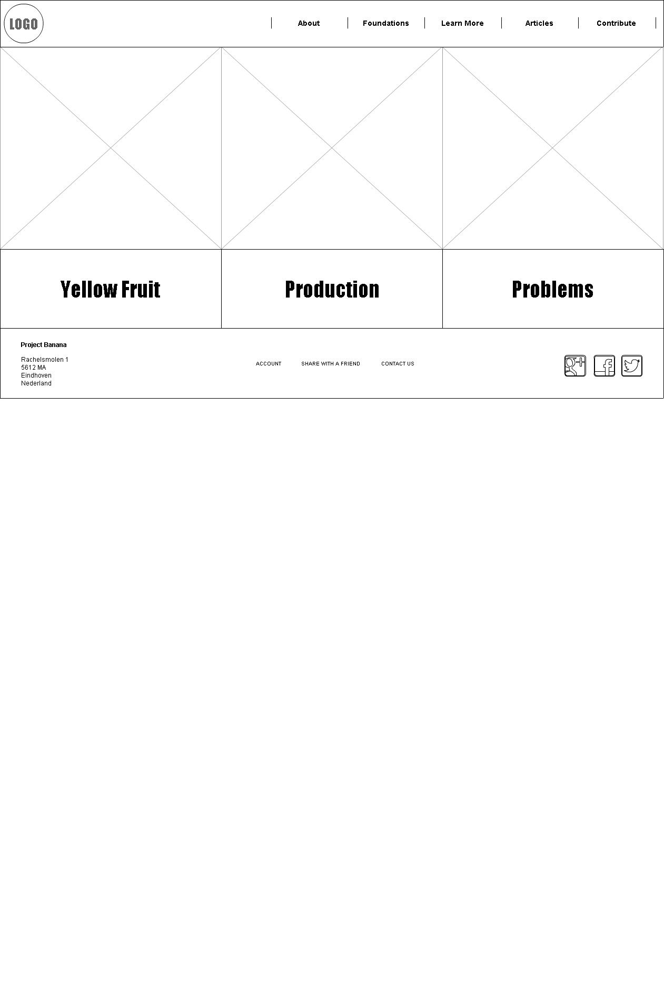 LOGO
About
Foundations
Learn More
Articles
Contribute
Yellow Fruit
Production
Problems
Project Banana
Rachelsmolen 1
5612 MA
Eindhoven
Nederland
ACCOUNT
SHARE WITH A FRIEND
CONTACT US